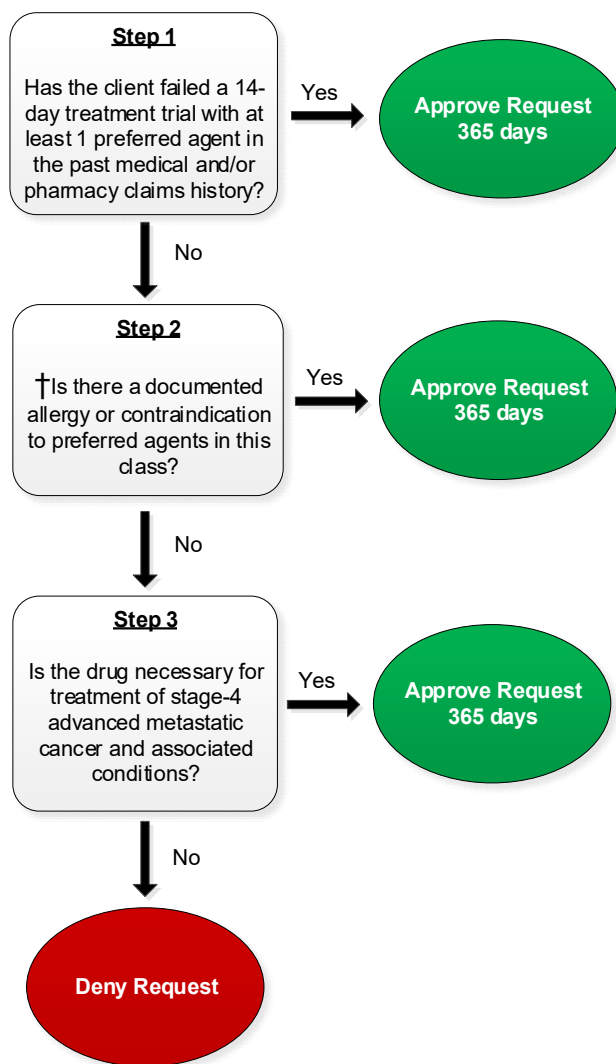 Step 1
Has the client failed a 14-
day treatment trial with at
least 1 preferred agent in
the past medical and/or
pharmacy claims history?
Yes
Approve Request
365 days
No
Step 2
†Is there a documented
allergy or contraindication
to preferred agents in this
class?
Yes
Approve Request
365 days
No
Step 3
Is the drug necessary for
treatment of stage-4
advanced metastatic
cancer and associated
conditions?
Yes
Approve Request
365 days
No
Deny Request